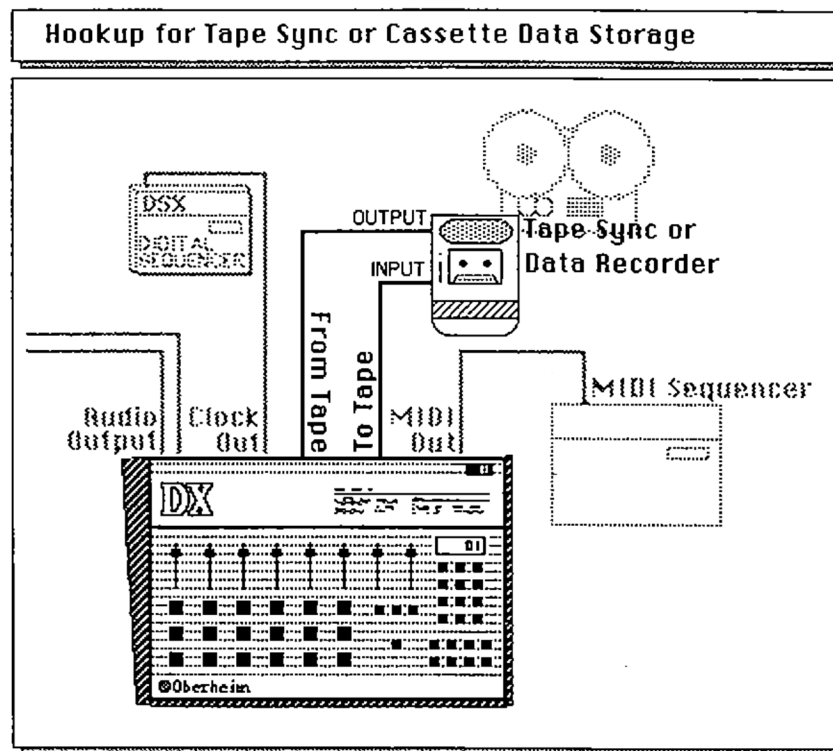 Hookup for Tape Sync or Cassette Data Storage
DSX
DIGITAL
SEQUENCER
OUTPUT
INPUT
Tape Sync or
Data Recorder
From Tape
To Tape
Audio
Output
Clock
Out
MIDI
Out
MIDI Sequencer
DX
01
Oberheim